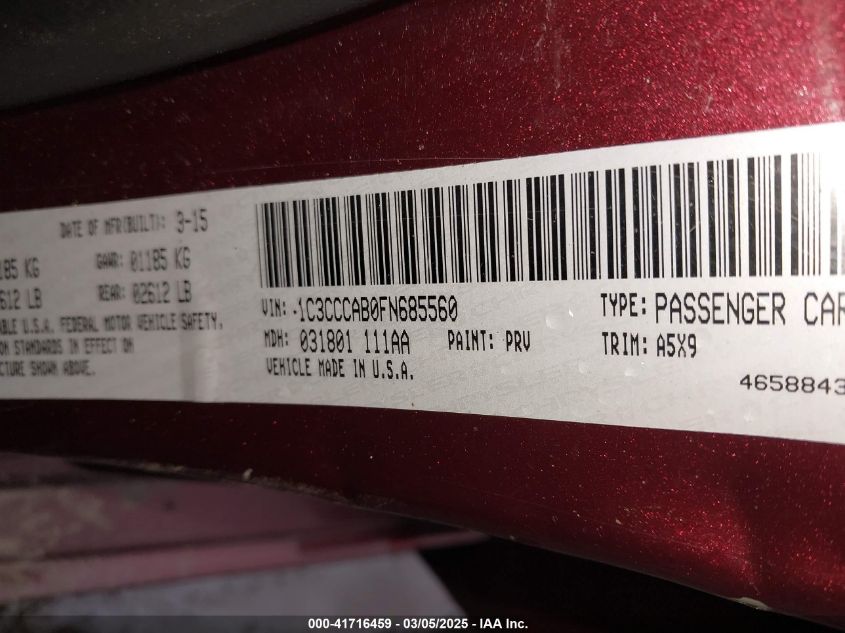 DATE OF MFR(BUILT): 3-15
185 KG GAWR: 01185 KG
612 LB REAR: 02612 LB
ABLE U.S.A. FEDERAL MOTOR VEHICLE SAFETY,
ON STANDARDS IN EFFECT ON
CTURE SHOWN ABOVE.
VIN: -1C3CCCAB0FN685560 TYPE: PASSENGER CAR
MDH: 031801 111AA PAINT: PRV TRIM: A5X9
VEHICLE MADE IN U.S.A.
4658843
000-41716459 - 03/05/2025 - IAA Inc.